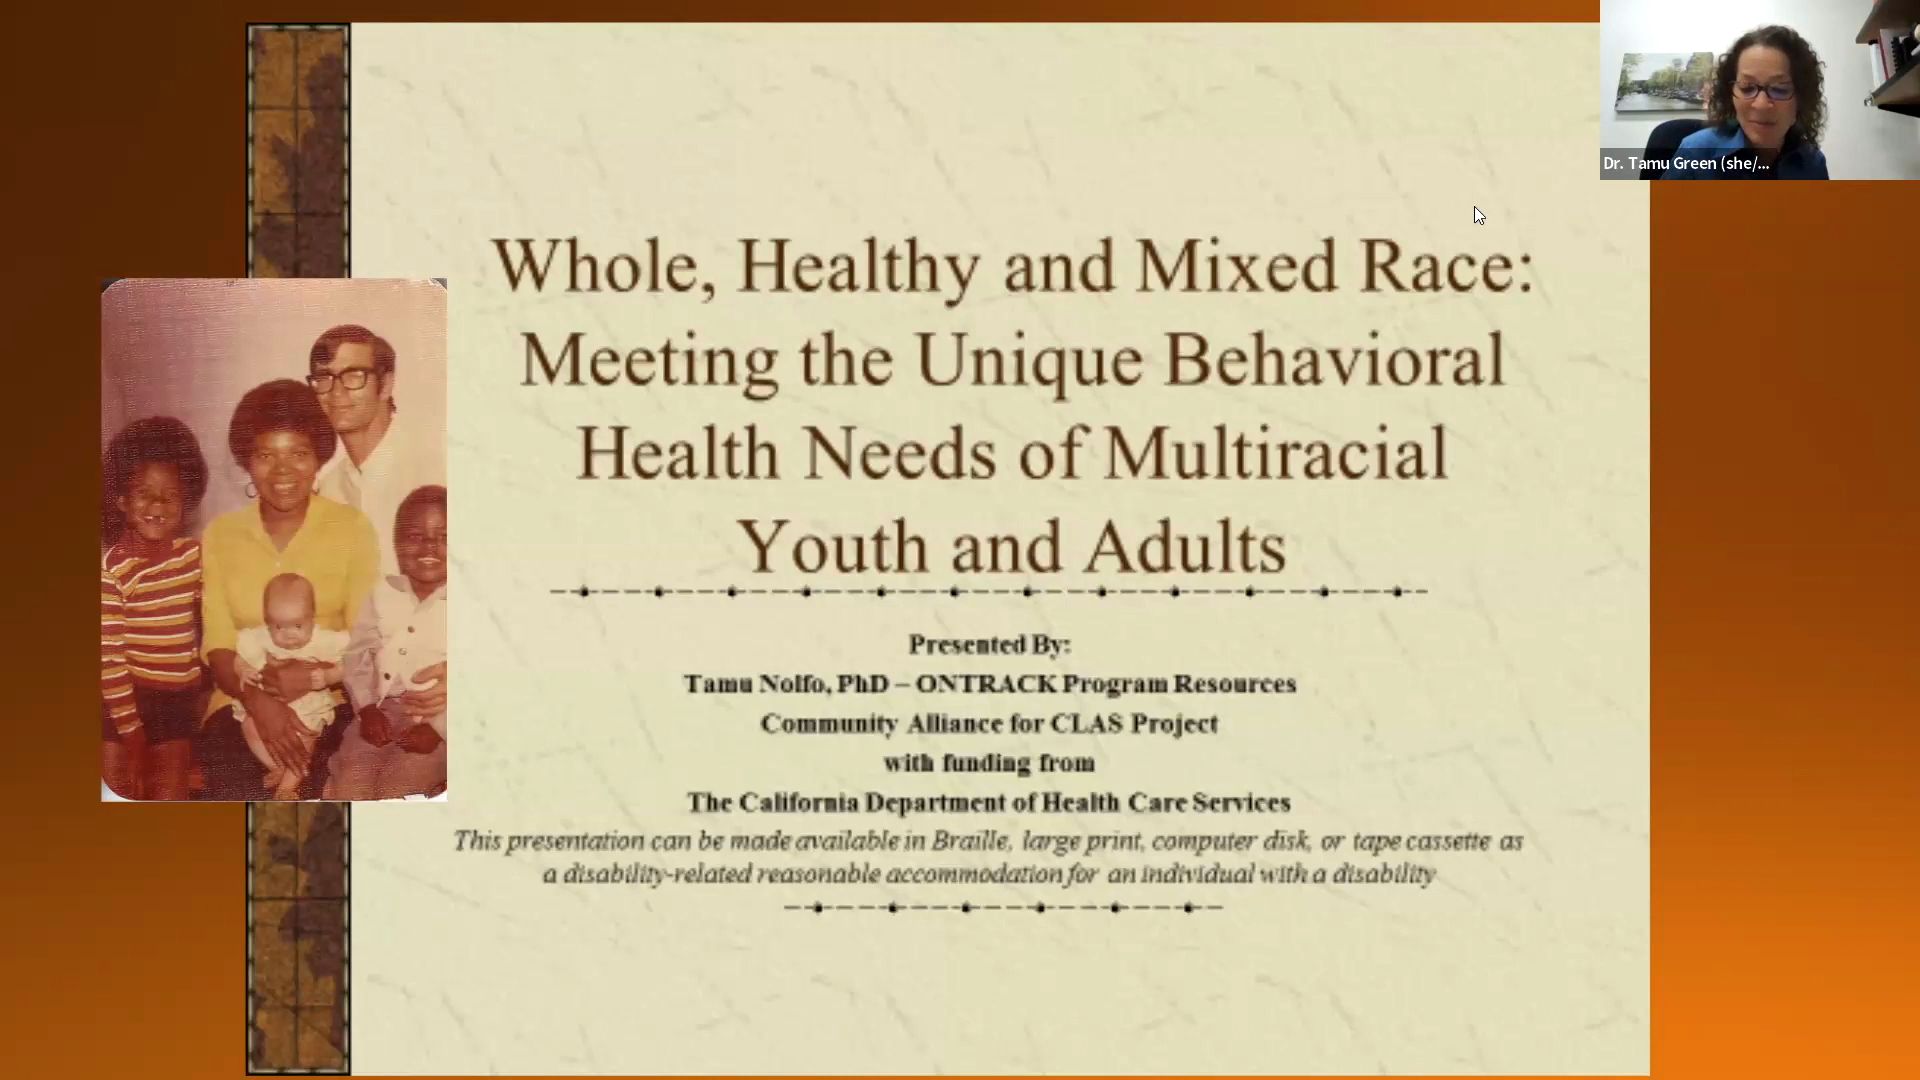 Whole, Healthy and Mixed Race:
Meeting the Unique Behavioral
Health Needs of Multiracial
Youth and Adults
Presented By:
Tamu Nolfo, PhD – ONTRACK Program Resources
Community Alliance for CLAS Project
with funding from
The California Department of Health Care Services
This presentation can be made available in Braille, large print, computer disk, or tape cassette as
a disability-related reasonable accommodation for an individual with a disability
Dr. Tamu Green (she/...